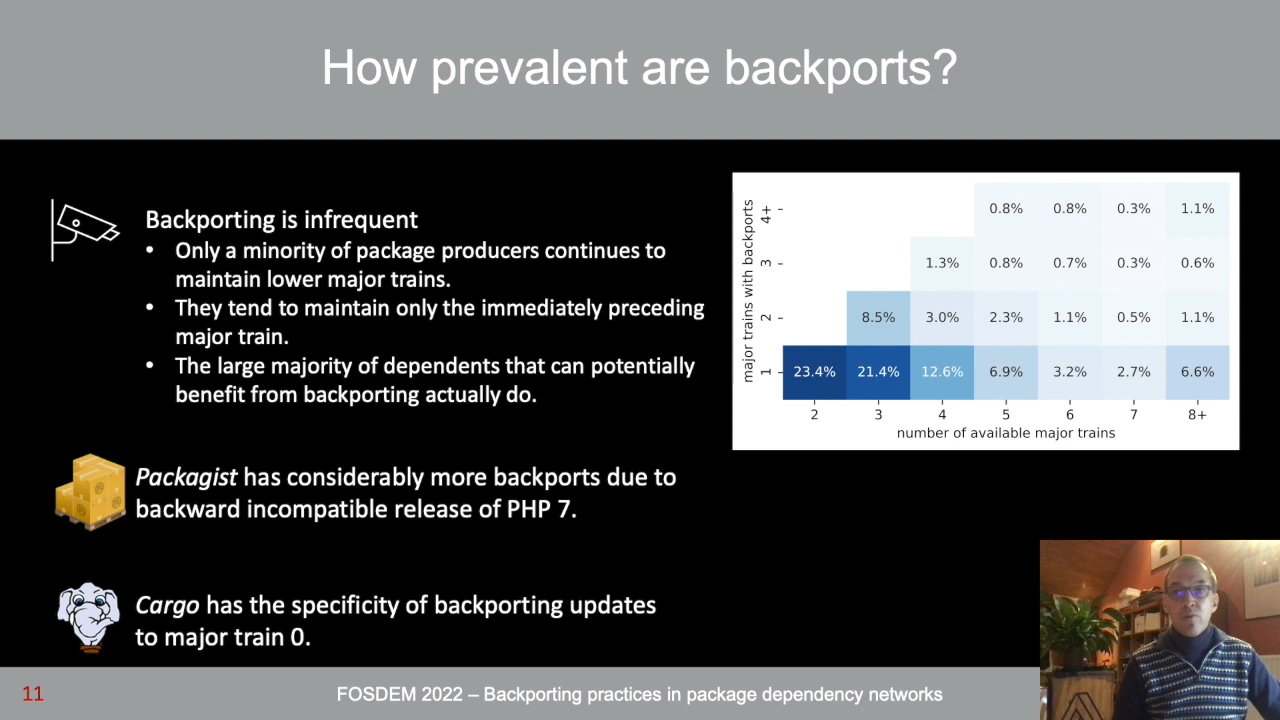 How prevalent are backports?
Backporting is infrequent
• Only a minority of package producers continues to
maintain lower major trains.
• They tend to maintain only the immediately preceding
major train.
• The large majority of dependents that can potentially
benefit from backporting actually do.
Packagist has considerably more backports due to
backward incompatible release of PHP 7.
Cargo has the specificity of backporting updates
to major train 0.
major trains with backports
4+ 0.8% 0.8% 0.3% 1.1%
3 1.3% 0.8% 0.7% 0.3% 0.6%
2 8.5% 3.0% 2.3% 1.1% 0.5% 1.1%
1 23.4% 21.4% 12.6% 6.9% 3.2% 2.7% 6.6%
2 3 4 5 6 7 8+
number of available major trains
11
FOSDEM 2022 – Backporting practices in package dependency networks